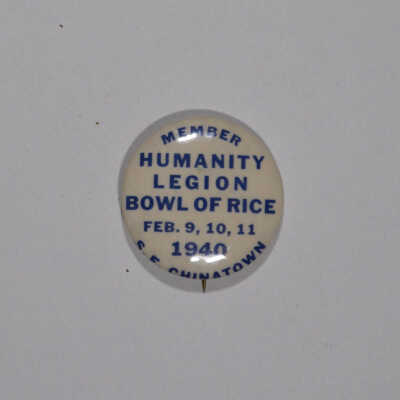 MEMBER
HUMANITY
LEGION
BOWL OF RICE
FEB. 9, 10, 11
1940
S.F. CHINATOWN